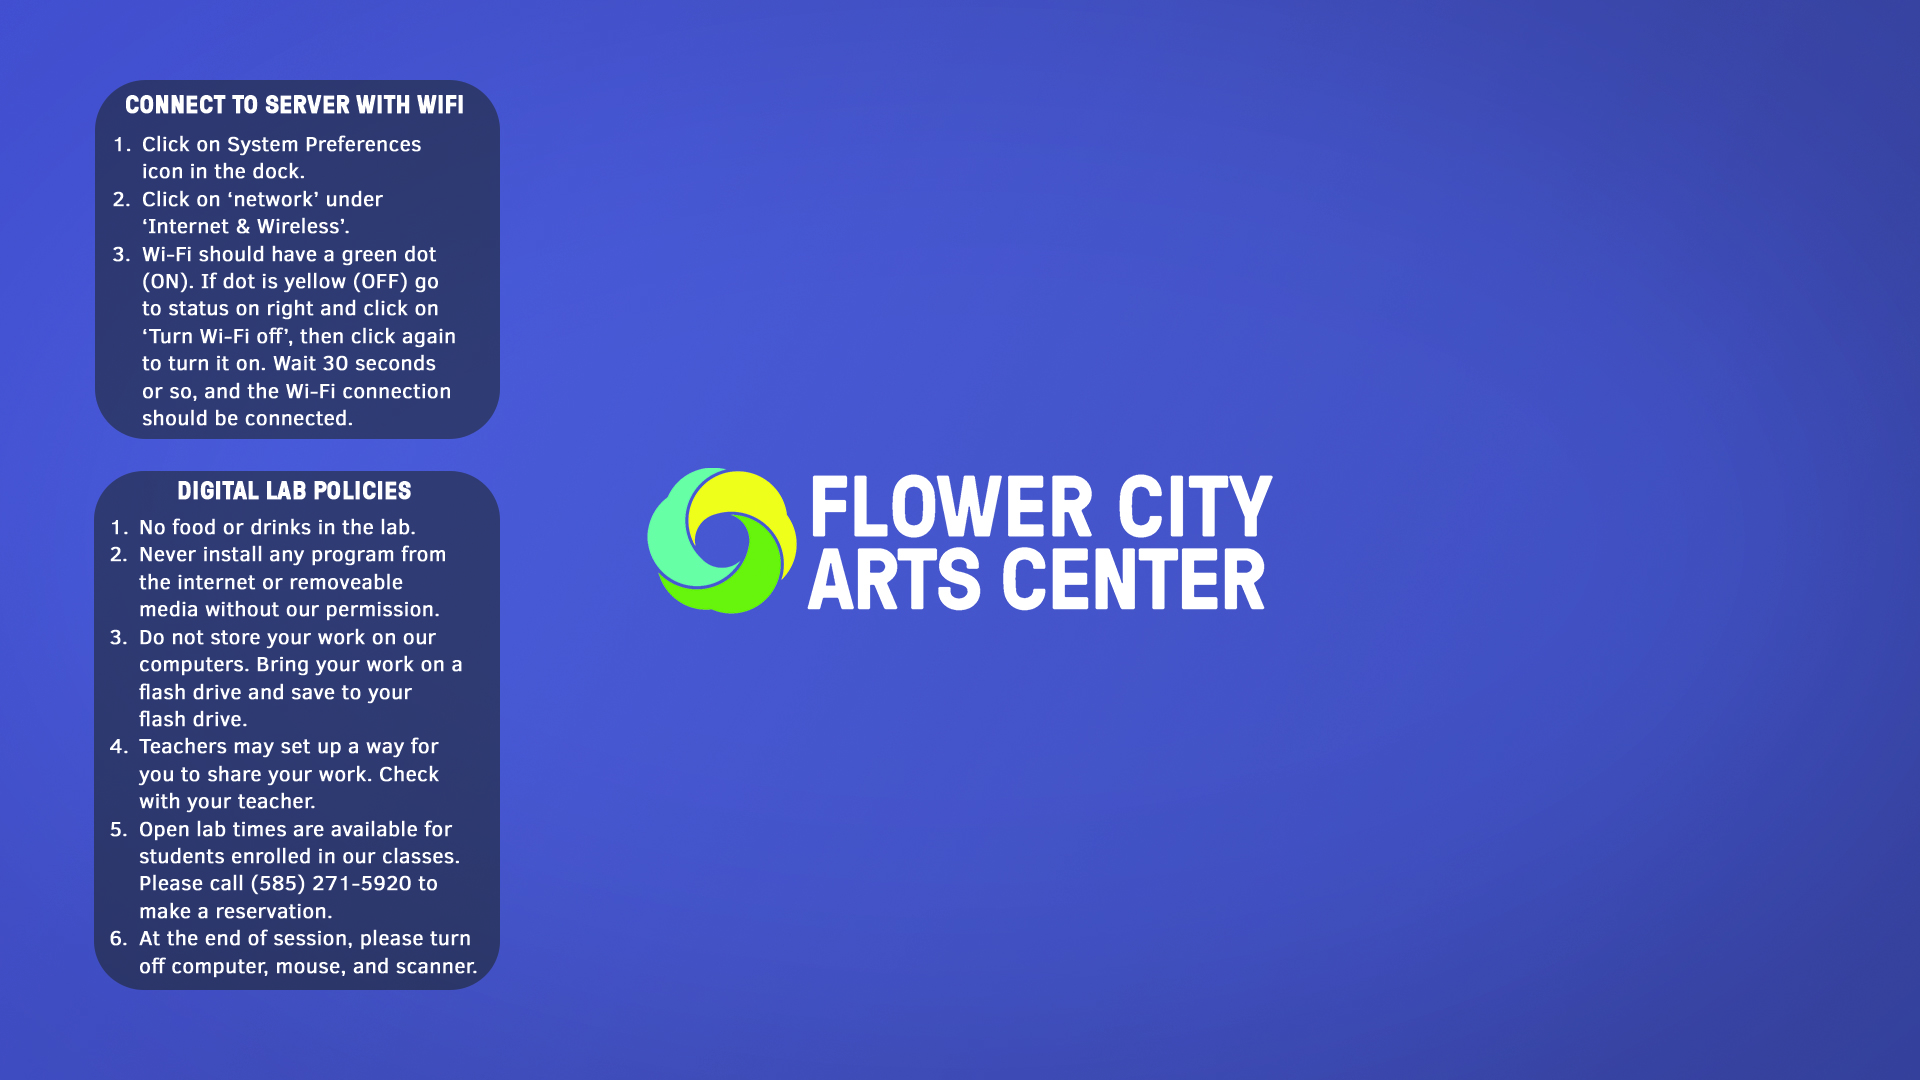 CONNECT TO SERVER WITH WIFI
1. Click on System Preferences
icon in the dock.
2. Click on ‘network’ under
‘Internet & Wireless’.
3. Wi-Fi should have a green dot
(ON). If dot is yellow (OFF) go
to status on right and click on
‘Turn Wi-Fi off’, then click again
to turn it on. Wait 30 seconds
or so, and the Wi-Fi connection
should be connected.
DIGITAL LAB POLICIES
1. No food or drinks in the lab.
2. Never install any program from
the internet or removeable
media without our permission.
3. Do not store your work on our
computers. Bring your work on a
flash drive and save to your
flash drive.
4. Teachers may set up a way for
you to share your work. Check
with your teacher.
5. Open lab times are available for
students enrolled in our classes.
Please call (585) 271-5920 to
make a reservation.
6. At the end of session, please turn
off computer, mouse, and scanner.
FLOWER CITY
ARTS CENTER